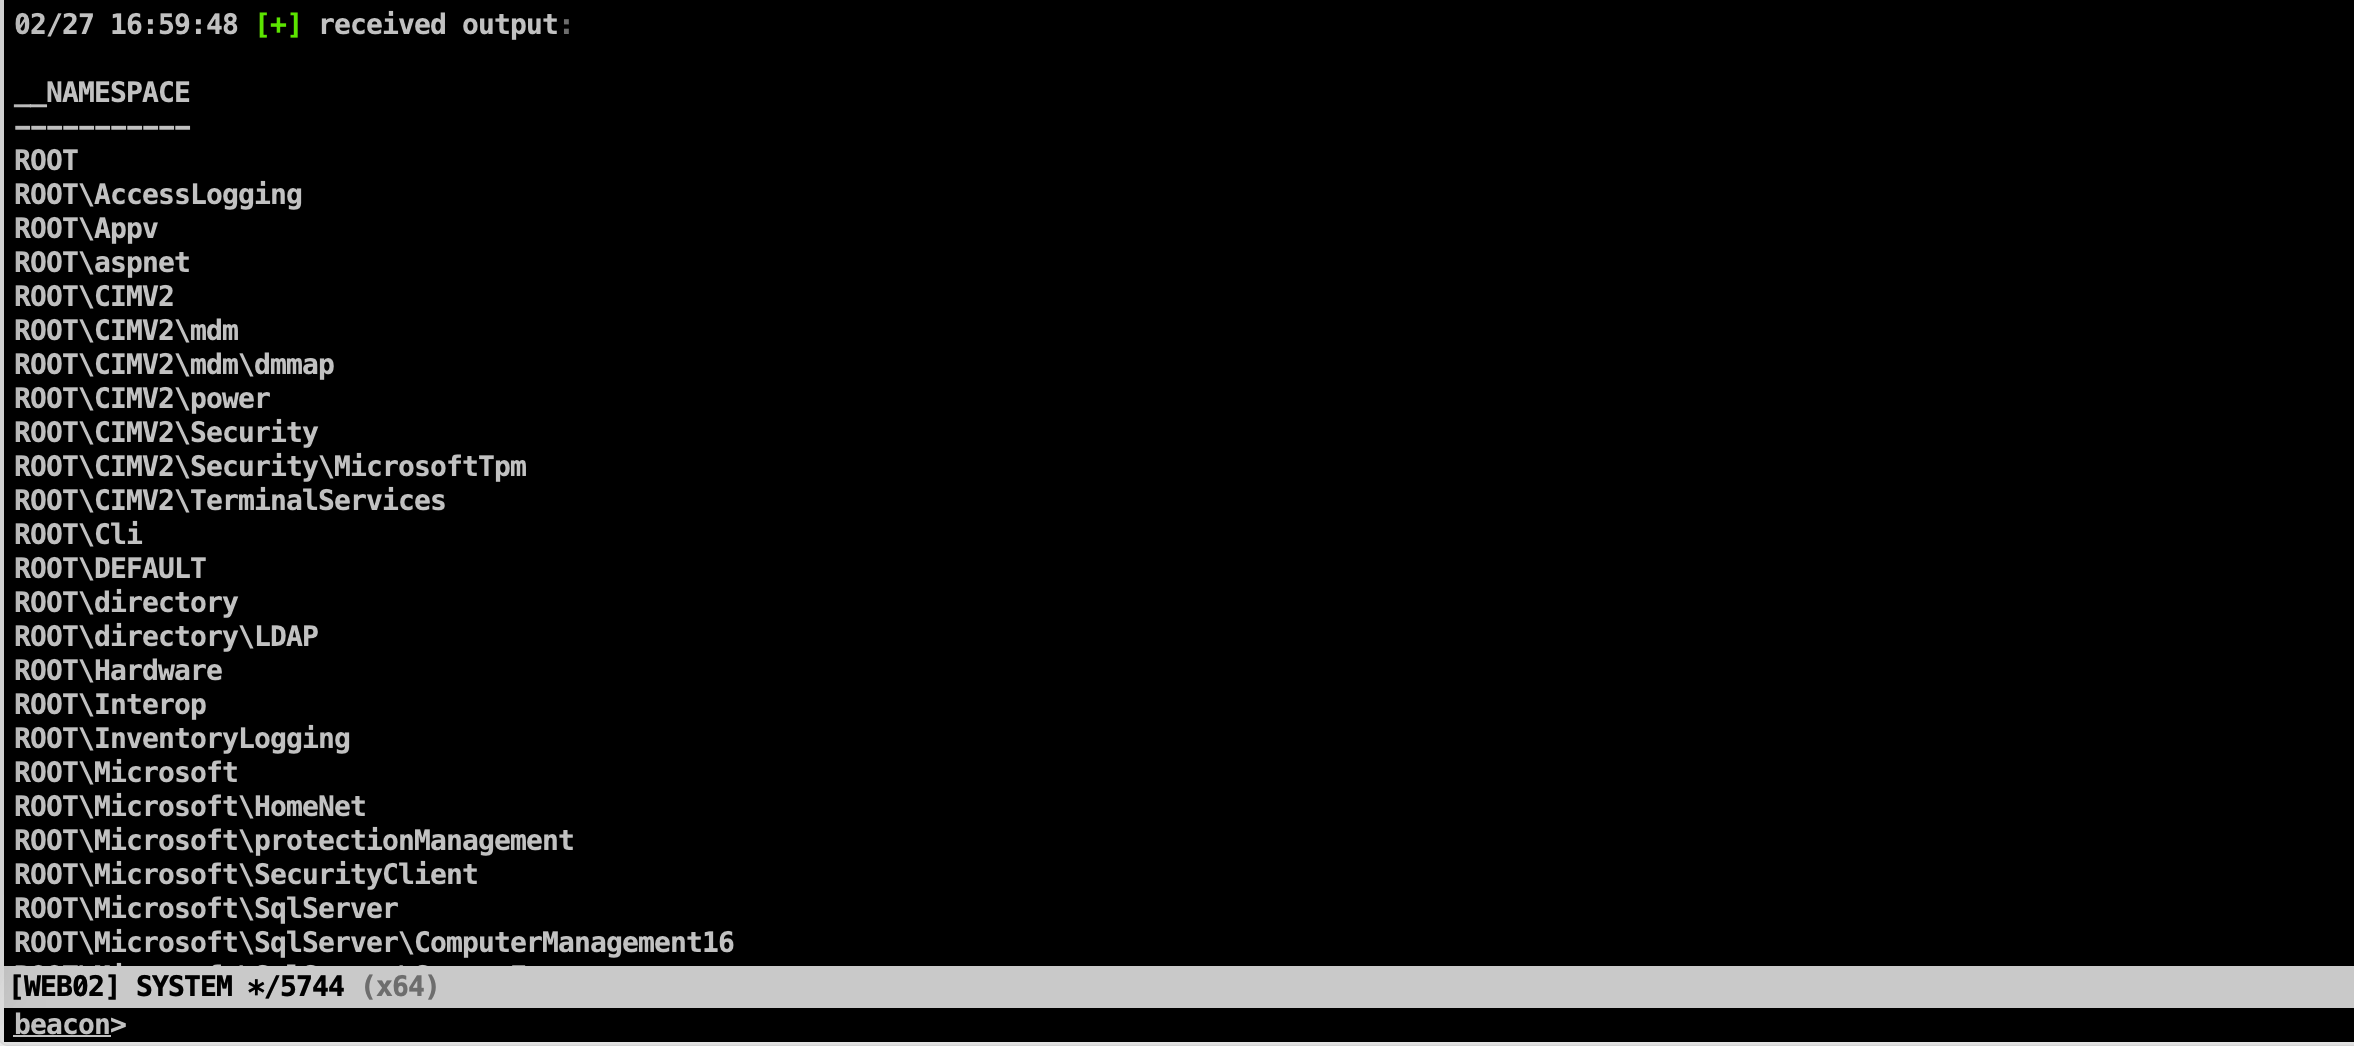 02/27 16:59:48 [+] received output:
__NAMESPACE
-----------
ROOT
ROOT\AccessLogging
ROOT\Appv
ROOT\aspnet
ROOT\CIMV2
ROOT\CIMV2\mdm
ROOT\CIMV2\mdm\dmmap
ROOT\CIMV2\power
ROOT\CIMV2\Security
ROOT\CIMV2\Security\MicrosoftTpm
ROOT\CIMV2\TerminalServices
ROOT\Cli
ROOT\DEFAULT
ROOT\directory
ROOT\directory\LDAP
ROOT\Hardware
ROOT\Interop
ROOT\InventoryLogging
ROOT\Microsoft
ROOT\Microsoft\HomeNet
ROOT\Microsoft\protectionManagement
ROOT\Microsoft\SecurityClient
ROOT\Microsoft\SqlServer
ROOT\Microsoft\SqlServer\ComputerManagement16
[WEB02] SYSTEM */5744 (x64)
beacon>